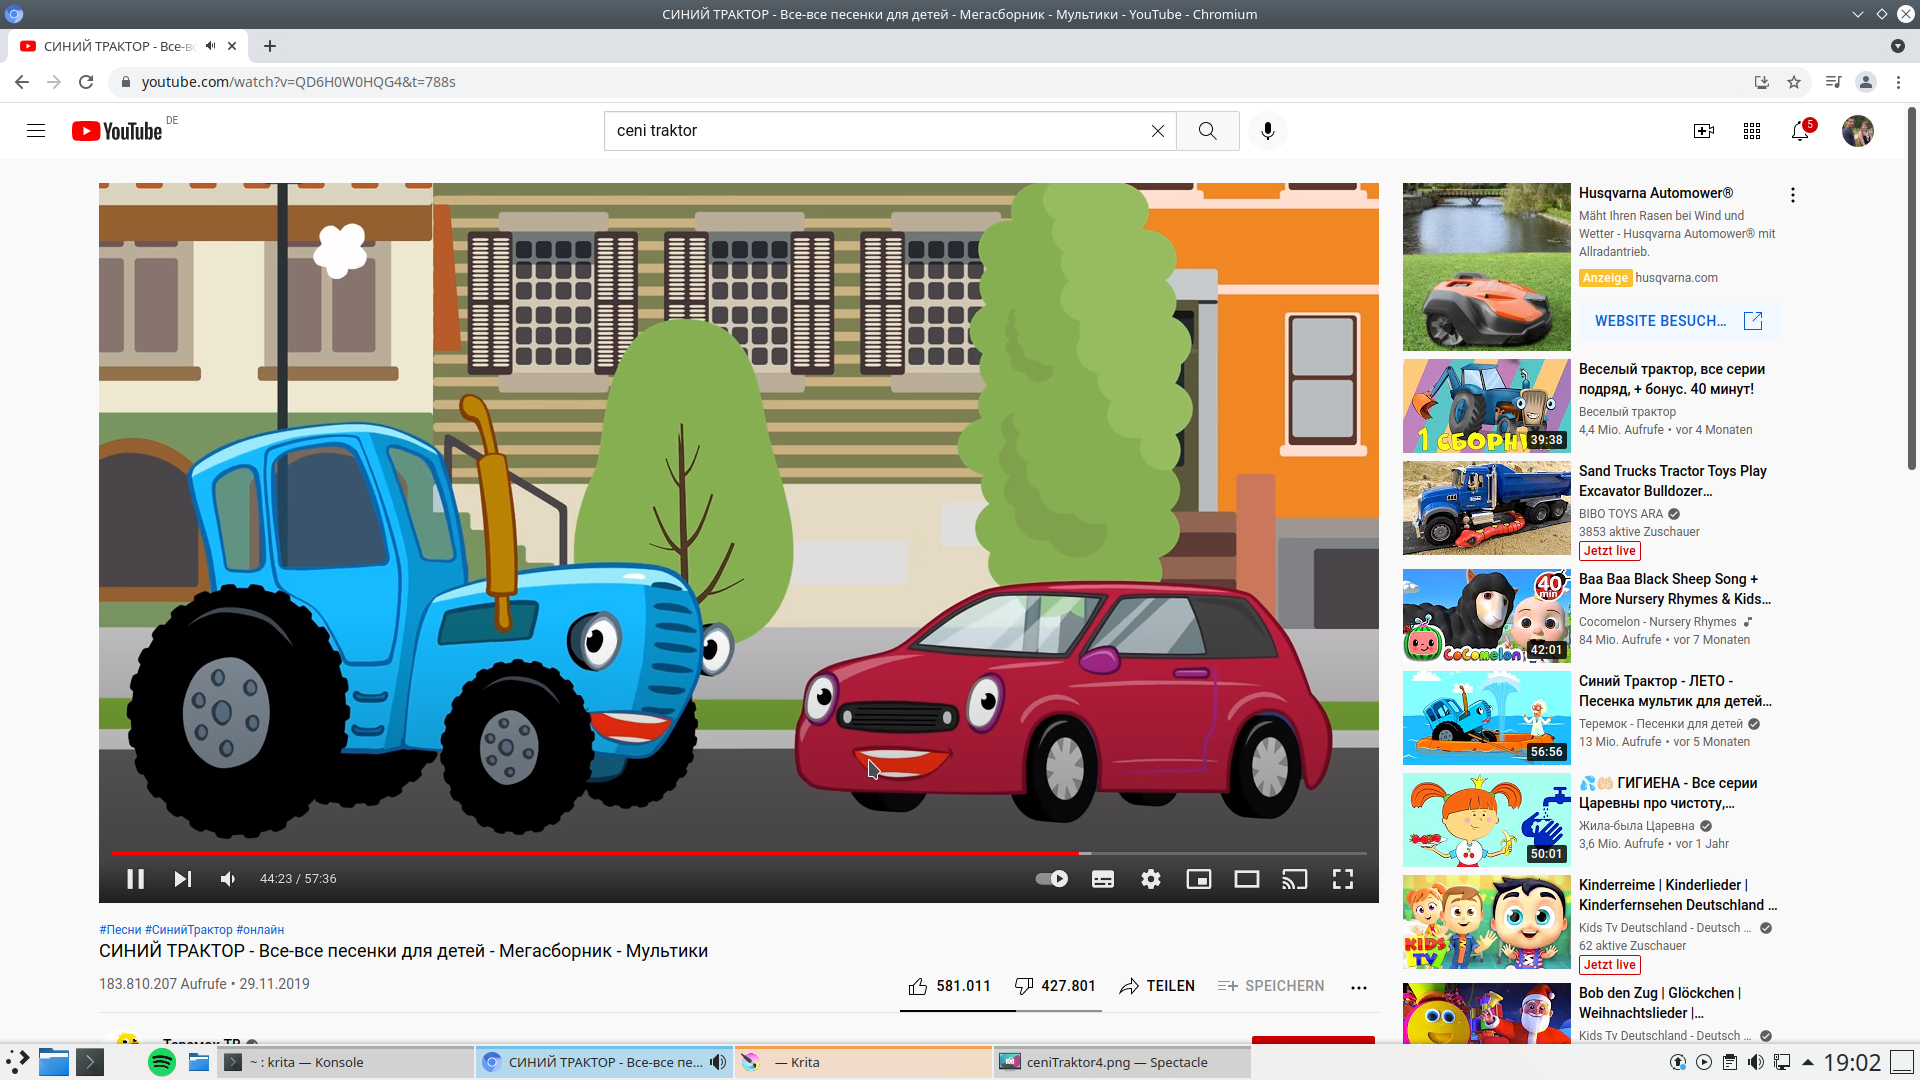 СИНИЙ ТРАКТОР - Все-все песенки для детей - Мегасборник - Мультики - YouTube - Chromium
СИНИЙ ТРАКТОР - Все-вс
youtube.com/watch?v=QD6H0W0HQG4&t=788s
YouTube DE
ceni traktor
5
Husqvarna Automower®
Mäht Ihren Rasen bei Wind und
Wetter - Husqvarna Automower® mit
Allradantrieb.
Anzeige husqvarna.com
WEBSITE BESUCH...
1 СБОРН
39:38
Веселый трактор, все серии
подряд, + бонус. 40 минут!
Веселый трактор
4,4 Mio. Aufrufe • vor 4 Monaten
Sand Trucks Tractor Toys Play
Excavator Bulldozer...
BIBO TOYS ARA
3853 aktive Zuschauer
Jetzt live
40
min
CoComelon
42:01
Baa Baa Black Sheep Song +
More Nursery Rhymes & Kids...
Cocomelon - Nursery Rhymes
84 Mio. Aufrufe • vor 7 Monaten
56:56
Синий Трактор - ЛЕТО -
Песенка мультик для детей...
Теремок - Песенки для детей
13 Mio. Aufrufe • vor 5 Monaten
50:01
💦👏🏻 ГИГИЕНА - Все серии
Царевны про чистоту,...
Жила-была Царевна
3,6 Mio. Aufrufe • vor 1 Jahr
KIDS
TV
Kinderreime | Kinderlieder |
Kinderfernsehen Deutschland ...
Kids Tv Deutschland - Deutsch ...
62 aktive Zuschauer
Jetzt live
Bob den Zug | Glöckchen |
Weihnachtslieder |...
Kids Tv Deutschland - Deutsch ...
44:23 / 57:36
#Песни #СинийТрактор #онлайн
СИНИЙ ТРАКТОР - Все-все песенки для детей - Мегасборник - Мультики
183.810.207 Aufrufe • 29.11.2019
581.011 427.801 TEILEN SPEICHERN
Теремок ТВ
~ : krita — Konsole
СИНИЙ ТРАКТОР - Все-все пе...
— Krita
ceniTraktor4.png — Spectacle
19:02